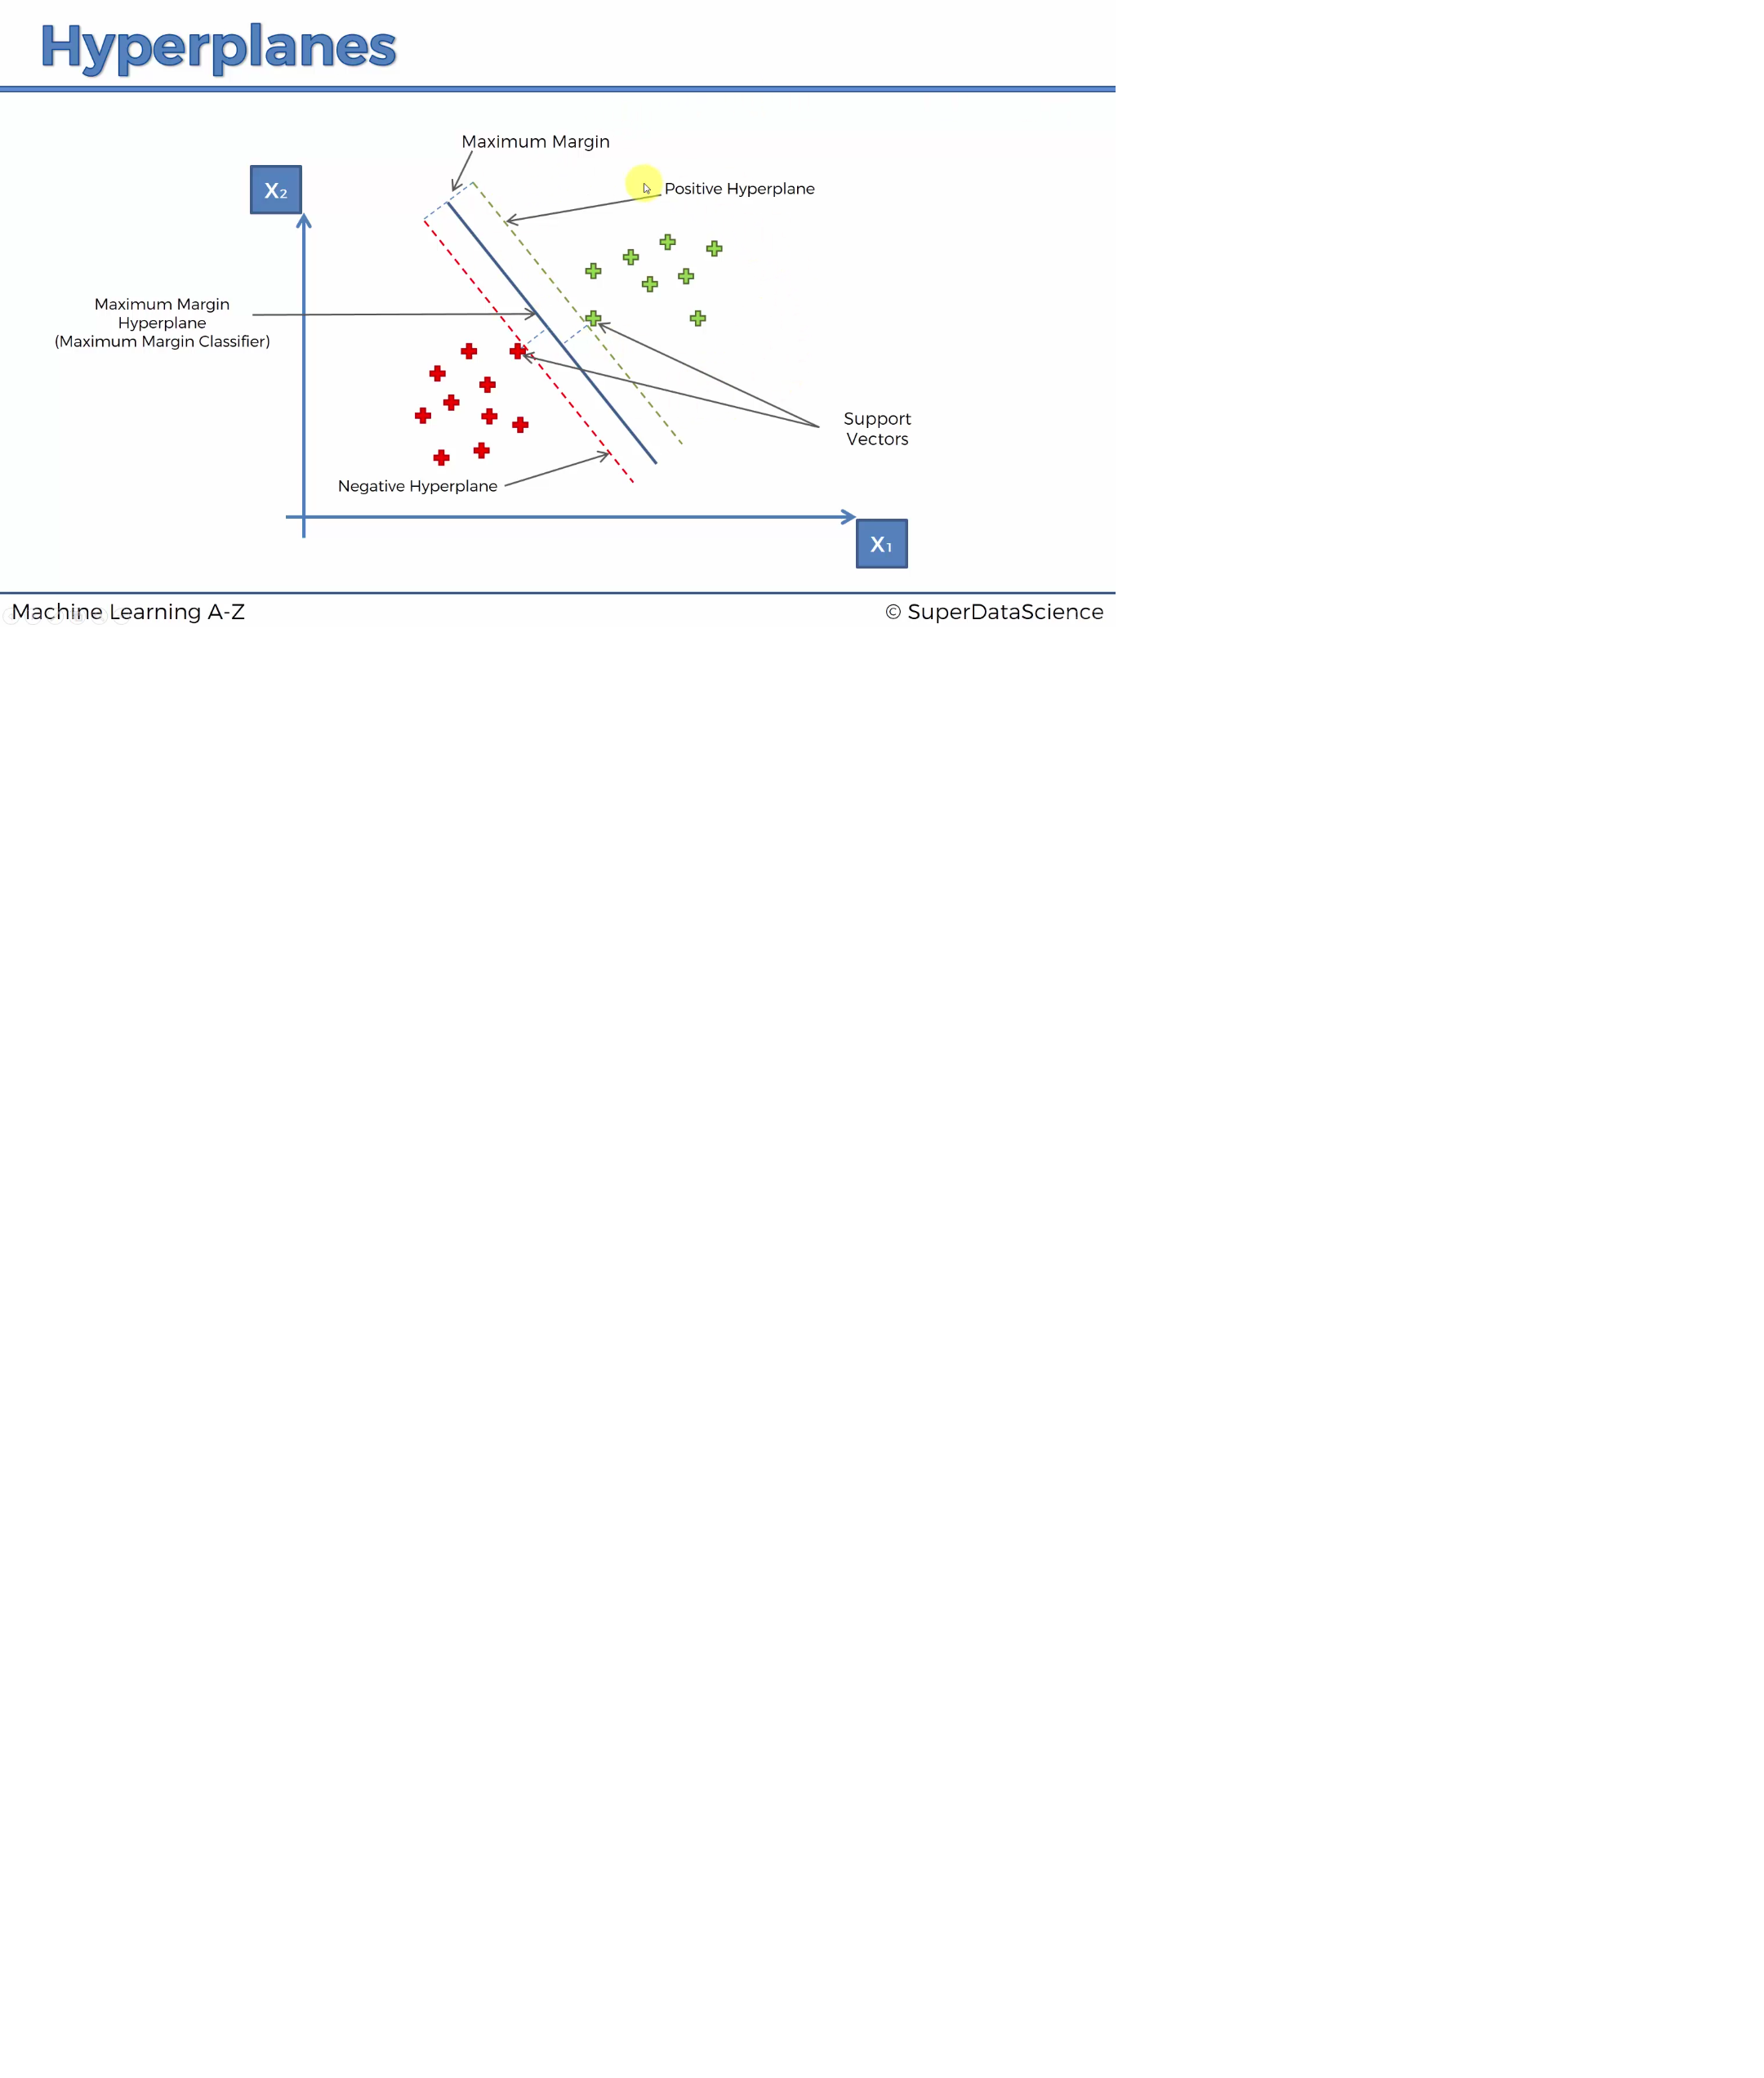 Hyperplanes
Maximum Margin
X₂
Positive Hyperplane
Maximum Margin
Hyperplane
(Maximum Margin Classifier)
Support
Vectors
Negative Hyperplane
X₁
Machine Learning A-Z
© SuperDataScience